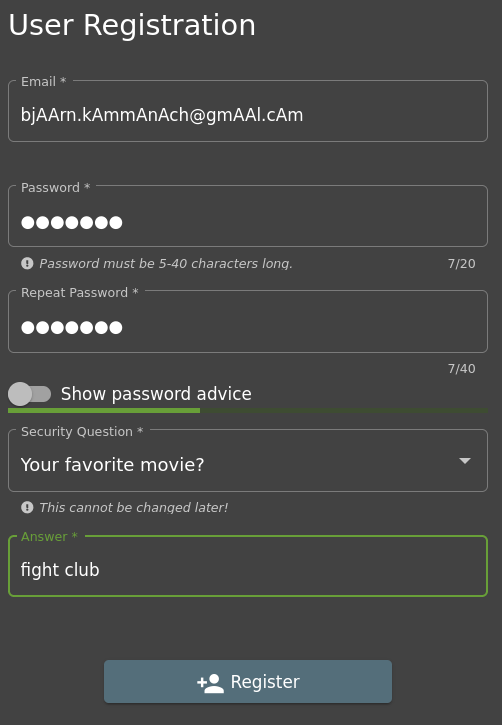 User Registration
Email *
bjAArn.kAmmAnAch@gmAAl.cAm
Password *
●●●●●●●
Password must be 5-40 characters long.
7/20
Repeat Password *
●●●●●●●
7/40
Show password advice
Security Question *
Your favorite movie?
This cannot be changed later!
Answer *
fight club
Register